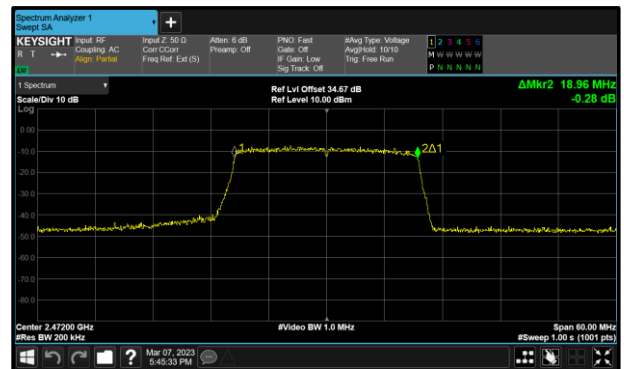 Spectrum Analyzer 1
Swept SA
+
KEYSIGHT
R T
Input: RF
Coupling: AC
Align: Partial
Input Z: 50 Ω
Corr CCorr
Freq Ref: Ext (S)
Atten: 6 dB
Preamp: Off
PNO: Fast
Gate: Off
IF Gain: Low
Sig Track: Off
#Avg Type: Voltage
Avg|Hold: 10/10
Trig: Free Run
1 2 3 4 5 6
M W W W W W
P N N N N N
1 Spectrum
Scale/Div 10 dB
Ref Lvl Offset 34.67 dB
Ref Level 10.00 dBm
ΔMkr2 18.96 MHz
-0.28 dB
Log
0.00
-10.0
-20.0
-30.0
-40.0
-50.0
-60.0
-70.0
-80.0
1
2Δ1
Center 2.47200 GHz
#Res BW 200 kHz
#Video BW 1.0 MHz
Span 60.00 MHz
#Sweep 1.00 s (1001 pts)
?
Mar 07, 2023
5:45:33 PM